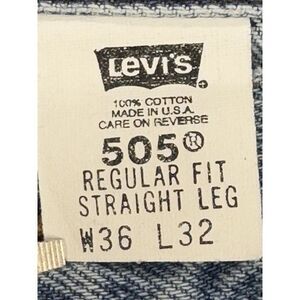 Levi's
100% COTTON
MADE IN U.S.A.
CARE ON REVERSE
505®
REGULAR FIT
STRAIGHT LEG
W36 L32